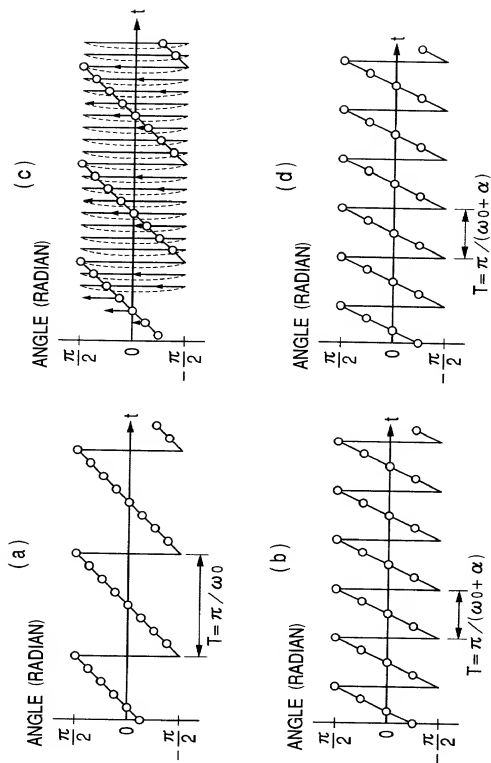 (a)
ANGLE (RADIAN)
π/2
0
-π/2
t
T=π/ω0
(b)
ANGLE (RADIAN)
π/2
0
-π/2
t
T=π/(ω0+α)
(c)
ANGLE (RADIAN)
π/2
0
-π/2
t
(d)
ANGLE (RADIAN)
π/2
0
-π/2
t
T=π/(ω0+α)